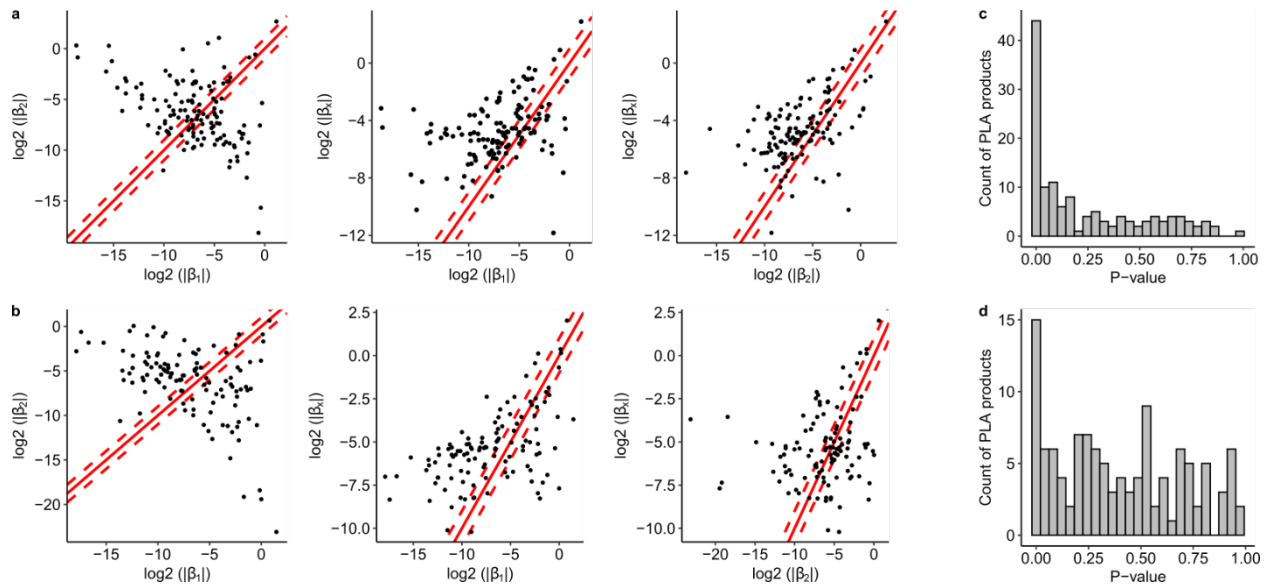 a
0
−5
−10
−15
log2 (|β₂|)
−15 −10 −5 0
log2 (|β₁|)
0
−4
−8
−12
log2 (|βₓ|)
−15 −10 −5 0
log2 (|β₁|)
0
−4
−8
−12
log2 (|βₓ|)
−15 −10 −5 0
log2 (|β₂|)
c
40
30
20
10
0
Count of PLA products
0.00 0.25 0.50 0.75 1.00
P−value
b
0
−5
−10
−15
−20
log2 (|β₂|)
−15 −10 −5 0
log2 (|β₁|)
2.5
0.0
−2.5
−5.0
−7.5
−10.0
log2 (|βₓ|)
−15 −10 −5 0
log2 (|β₁|)
2.5
0.0
−2.5
−5.0
−7.5
−10.0
log2 (|βₓ|)
−20 −15 −10 −5 0
log2 (|β₂|)
d
15
10
5
0
Count of PLA products
0.00 0.25 0.50 0.75 1.00
P−value